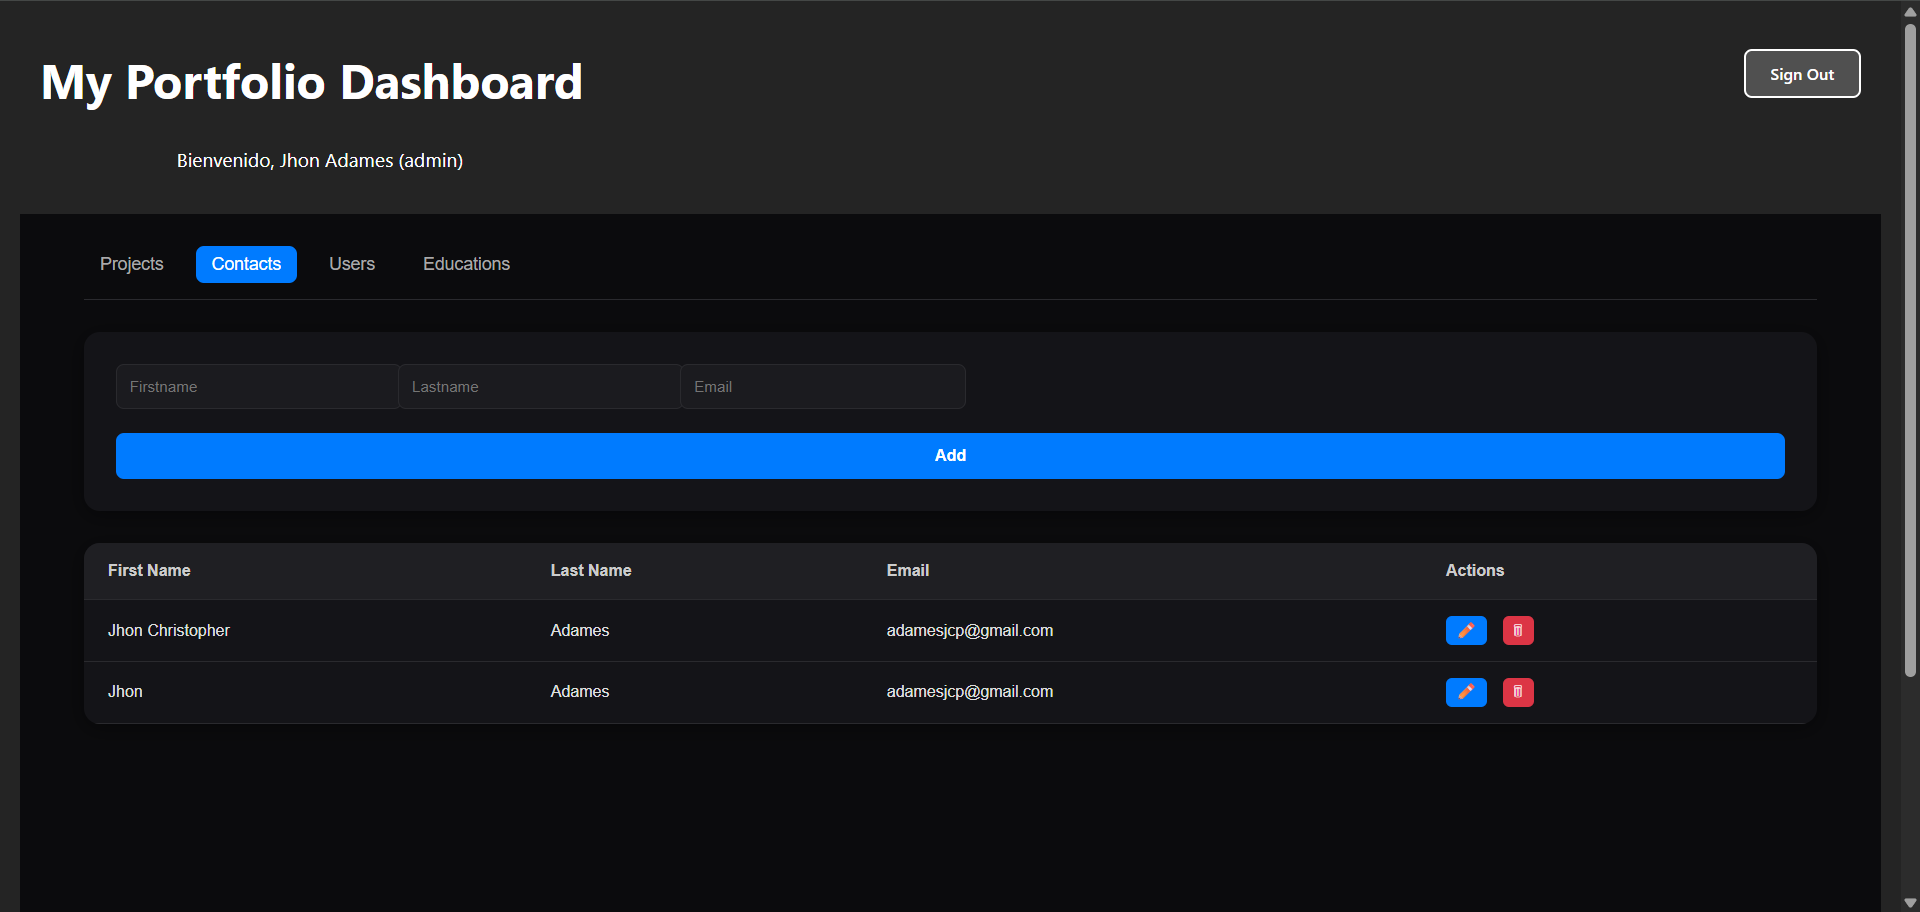 My Portfolio Dashboard
Sign Out
Bienvenido, Jhon Adames (admin)
Projects Contacts Users Educations
Firstname Lastname Email
Add
First Name Last Name Email Actions
Jhon Christopher Adames adamesjcp@gmail.com
Jhon Adames adamesjcp@gmail.com